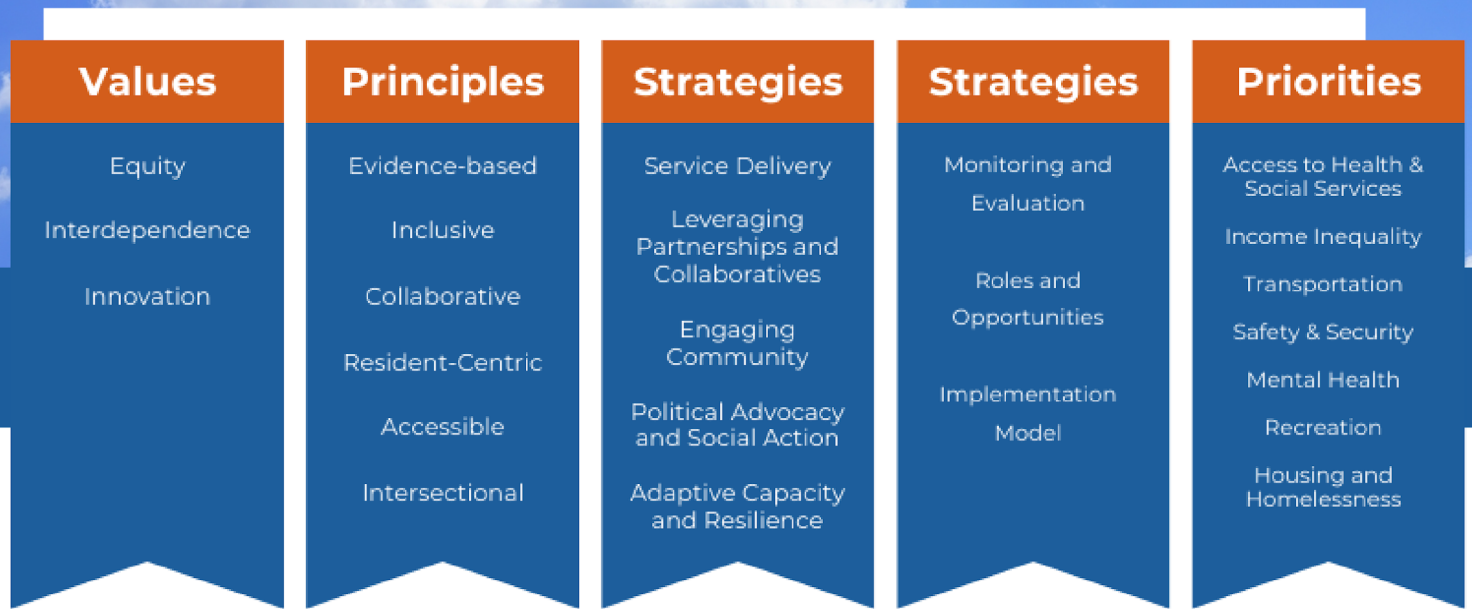 Values
Equity
Interdependence
Innovation
Principles
Evidence-based
Inclusive
Collaborative
Resident-Centric
Accessible
Intersectional
Strategies
Service Delivery
Leveraging
Partnerships and
Collaboratives
Engaging
Community
Political Advocacy
and Social Action
Adaptive Capacity
and Resilience
Strategies
Monitoring and
Evaluation
Roles and
Opportunities
Implementation
Model
Priorities
Access to Health &
Social Services
Income Inequality
Transportation
Safety & Security
Mental Health
Recreation
Housing and
Homelessness